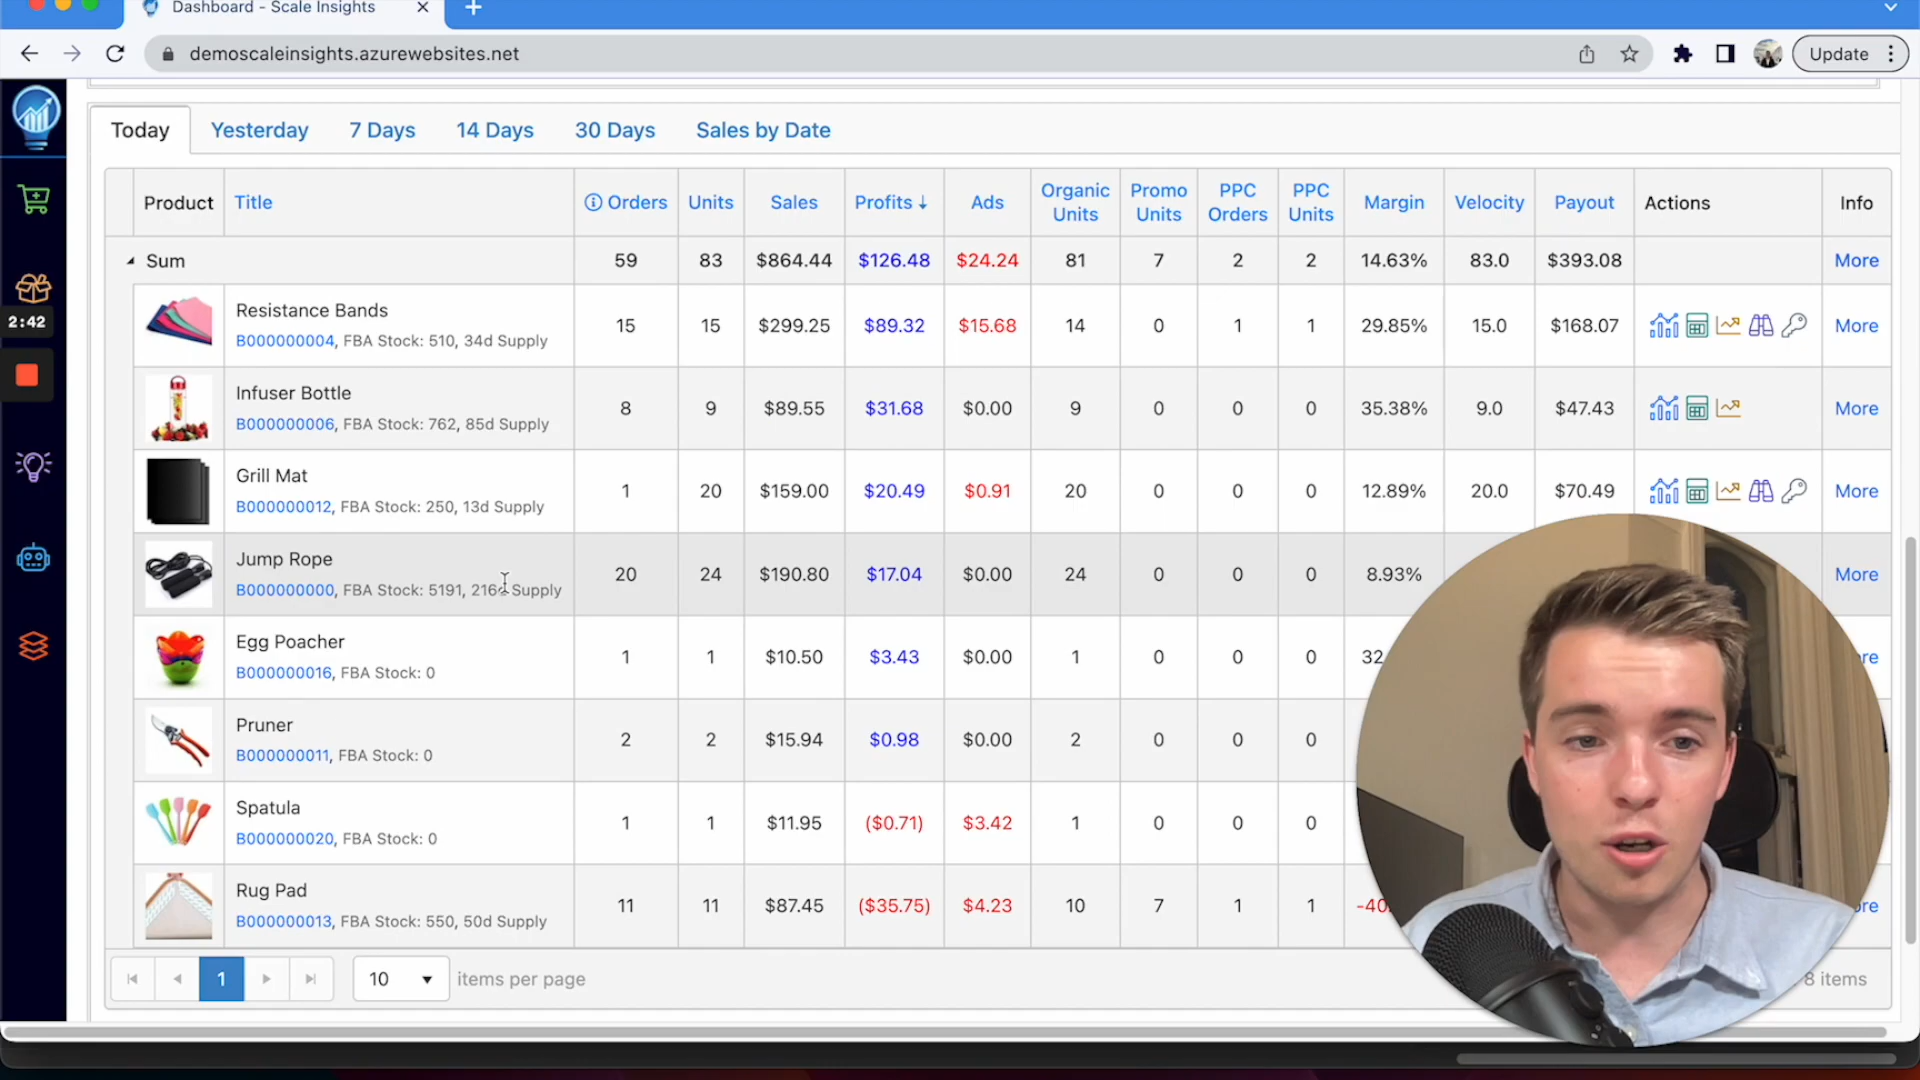 Dashboard - Scale Insights
demoscaleinsights.azurewebsites.net
Update
Today Yesterday 7 Days 14 Days 30 Days Sales by Date
Product Title Orders Units Sales Profits ↓ Ads Organic Units Promo Units PPC Orders PPC Units Margin Velocity Payout Actions Info
Sum 59 83 $864.44 $126.48 $24.24 81 7 2 2 14.63% 83.0 $393.08 More
Resistance Bands
B000000004, FBA Stock: 510, 34d Supply
15 15 $299.25 $89.32 $15.68 14 0 1 1 29.85% 15.0 $168.07 More
2:42
Infuser Bottle
B000000006, FBA Stock: 762, 85d Supply
8 9 $89.55 $31.68 $0.00 9 0 0 0 35.38% 9.0 $47.43 More
Grill Mat
B000000012, FBA Stock: 250, 13d Supply
1 20 $159.00 $20.49 $0.91 20 0 0 0 12.89% 20.0 $70.49 More
Jump Rope
B000000000, FBA Stock: 5191, 216d Supply
20 24 $190.80 $17.04 $0.00 24 0 0 0 8.93% More
Egg Poacher
B000000016, FBA Stock: 0
1 1 $10.50 $3.43 $0.00 1 0 0 0 32
Pruner
B000000011, FBA Stock: 0
2 2 $15.94 $0.98 $0.00 2 0 0 0
Spatula
B000000020, FBA Stock: 0
1 1 $11.95 ($0.71) $3.42 1 0 0 0
Rug Pad
B000000013, FBA Stock: 550, 50d Supply
11 11 $87.45 ($35.75) $4.23 10 7 1 1 -40
1 10 items per page 8 items